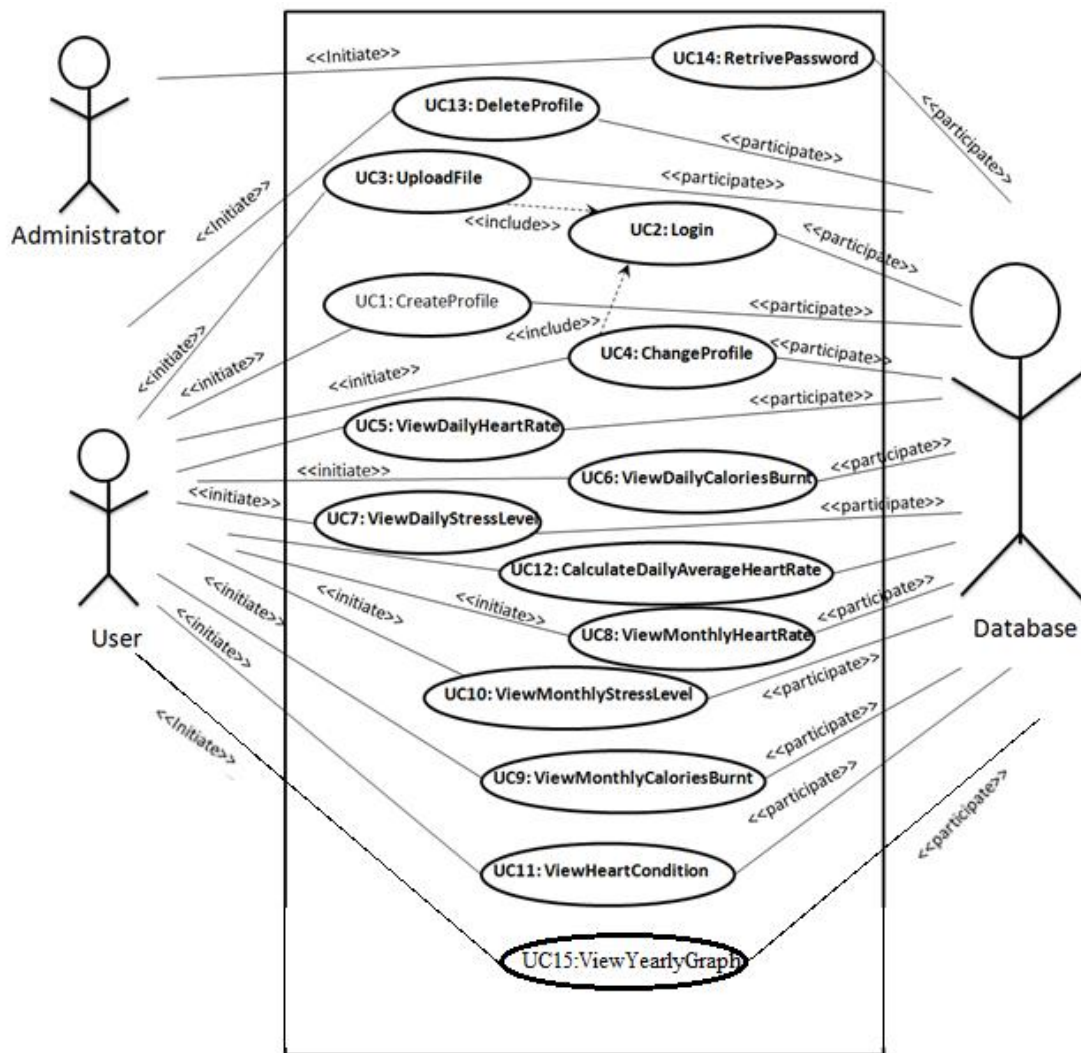 <<Initiate>>
UC14: RetrivePassword
UC13: DeleteProfile
<<participate>>
<<participate>>
UC3: UploadFile
<<participate>>
Administrator
<<Initiate>>
<<include>>
UC2: Login
<<participate>>
UC1: CreateProfile
<<participate>>
<<include>>
<<initiate>>
<<initiate>>
UC4: ChangeProfile
<<participate>>
<<initiate>>
<<participate>>
UC5: ViewDailyHeartRate
<<initiate>>
UC6: ViewDailyCaloriesBurnt
<<participate>>
<<initiate>>
UC7: ViewDailyStressLevel
<<participate>>
UC12: CalculateDailyAverageHeartRate
<<initiate>>
<<initiate>>
<<initiate>>
UC8: ViewMonthlyHeartRate
<<participate>>
User
Database
<<initiate>>
UC10: ViewMonthlyStressLevel
<<participate>>
<<Initiate>>
<<participate>>
UC9: ViewMonthlyCaloriesBurnt
<<participate>>
<<participate>>
UC11: ViewHeartCondition
UC15:ViewYearlyGraph